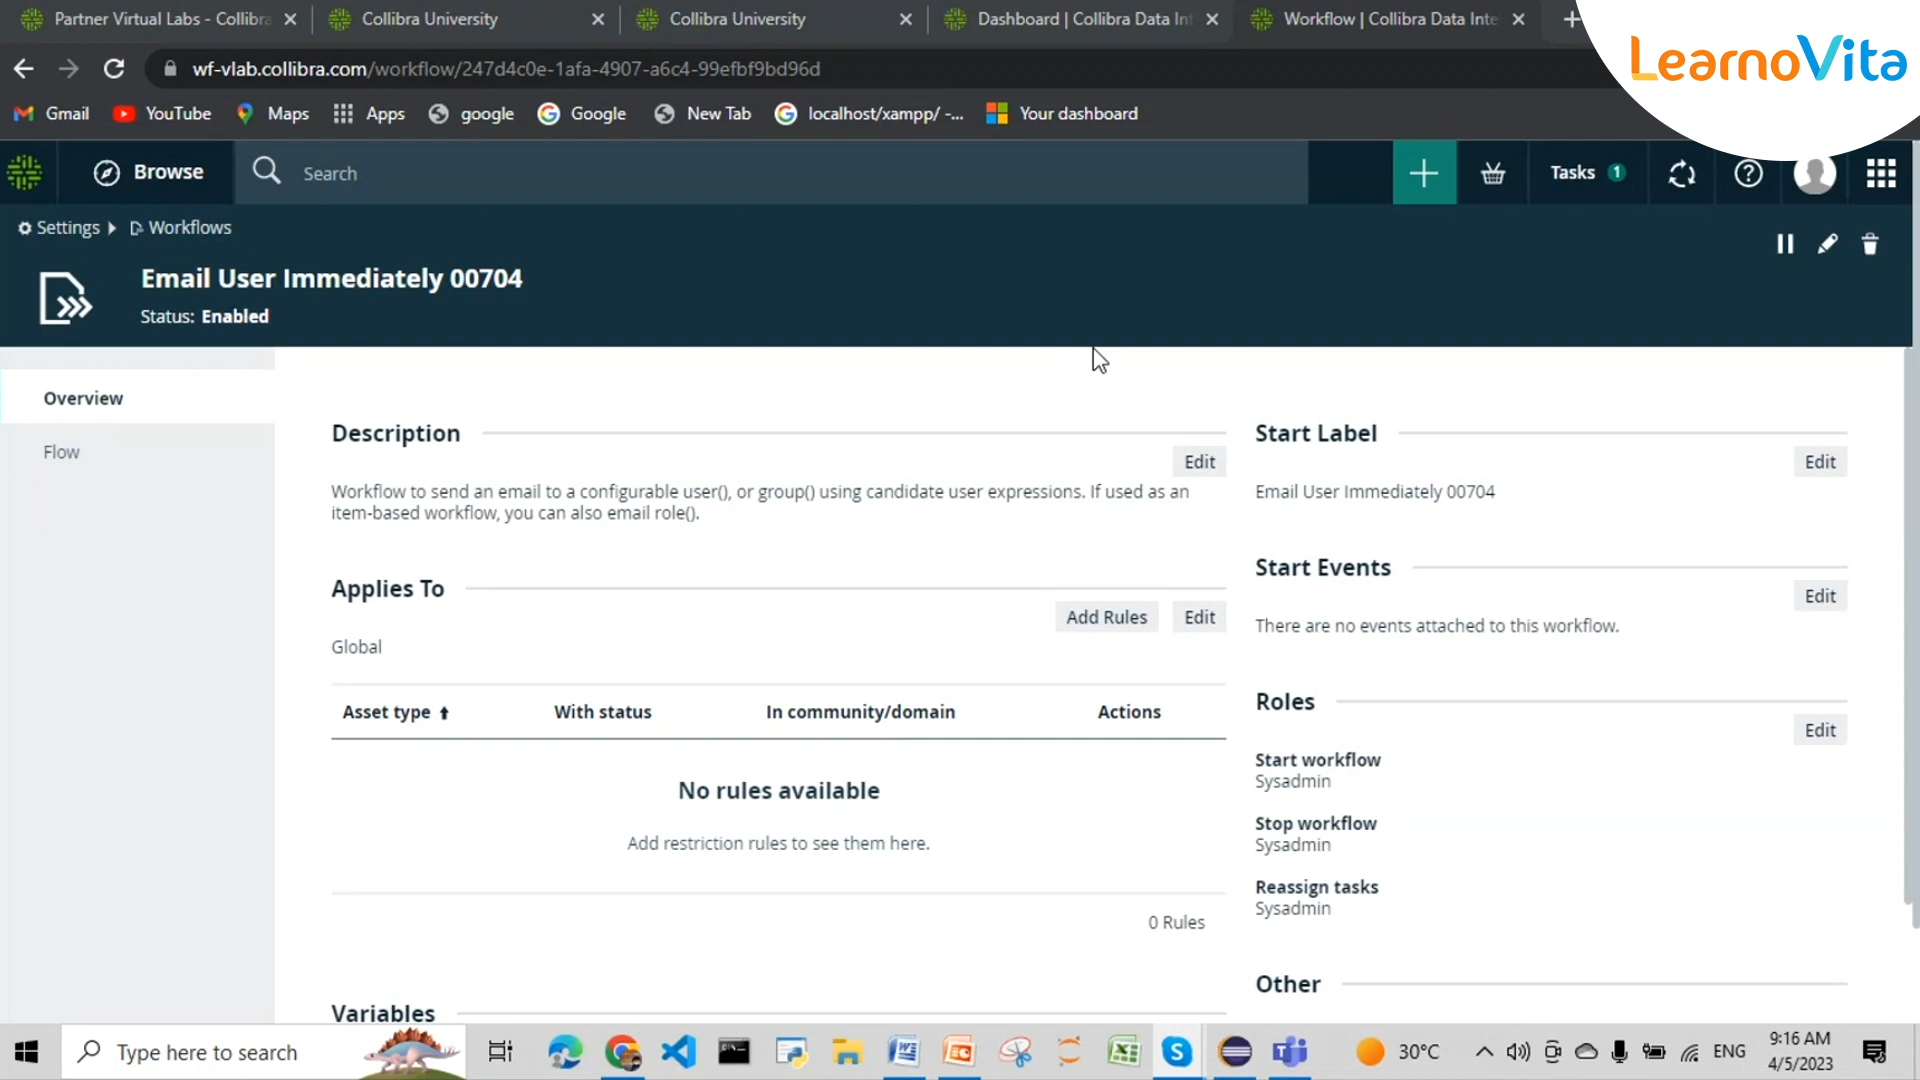 Partner Virtual Labs - Collibra
Collibra University
Collibra University
Dashboard | Collibra Data Int
Workflow | Collibra Data Inte
LearnoVita
wf-vlab.collibra.com/workflow/247d4c0e-1afa-4907-a6c4-99efbf9bd96d
Gmail
YouTube
Maps
Apps
google
Google
New Tab
localhost/xampp/ -...
Your dashboard
Browse
Search
Tasks 1
Settings
Workflows
Email User Immediately 00704
Status: Enabled
Overview
Flow
Description
Edit
Workflow to send an email to a configurable user(), or group() using candidate user expressions. If used as an
item-based workflow, you can also email role().
Applies To
Add Rules
Edit
Global
Asset type
With status
In community/domain
Actions
No rules available
Add restriction rules to see them here.
0 Rules
Variables
Start Label
Edit
Email User Immediately 00704
Start Events
Edit
There are no events attached to this workflow.
Roles
Edit
Start workflow
Sysadmin
Stop workflow
Sysadmin
Reassign tasks
Sysadmin
Other
Type here to search
30°C
ENG
9:16 AM
4/5/2023